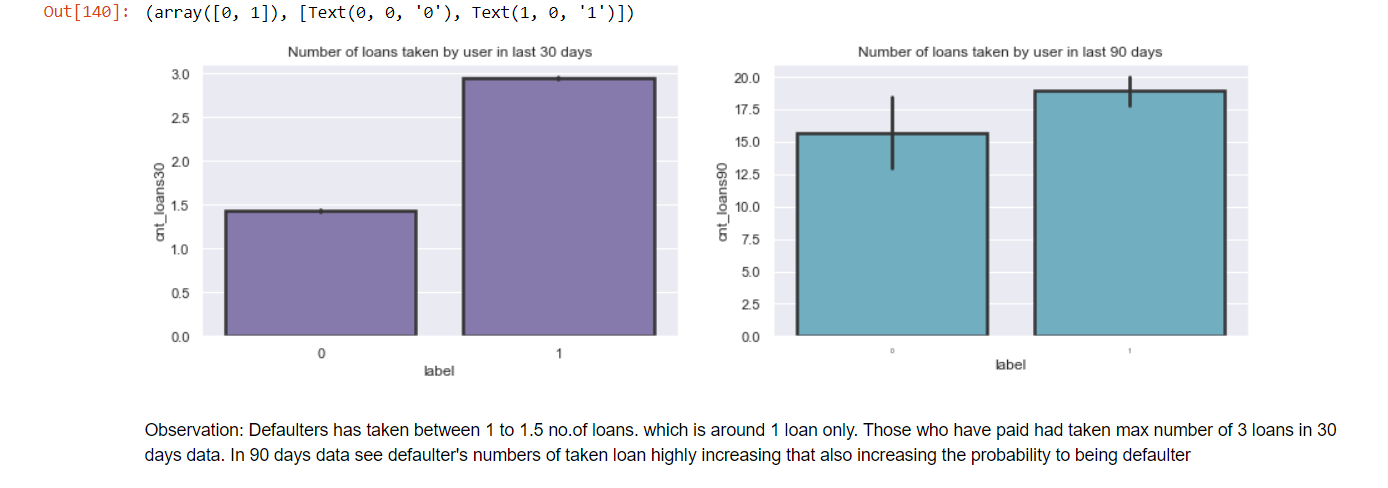 Out[140]: (array([0, 1]), [Text(0, 0, '0'), Text(1, 0, '1')])
Number of loans taken by user in last 30 days
3.0
2.5
2.0
1.5
1.0
0.5
0.0
cnt_loans30
0 1
label
Number of loans taken by user in last 90 days
20.0
17.5
15.0
12.5
10.0
7.5
5.0
2.5
0.0
cnt_loans90
0 1
label
Observation: Defaulters has taken between 1 to 1.5 no.of loans. which is around 1 loan only. Those who have paid had taken max number of 3 loans in 30
days data. In 90 days data see defaulter's numbers of taken loan highly increasing that also increasing the probability to being defaulter